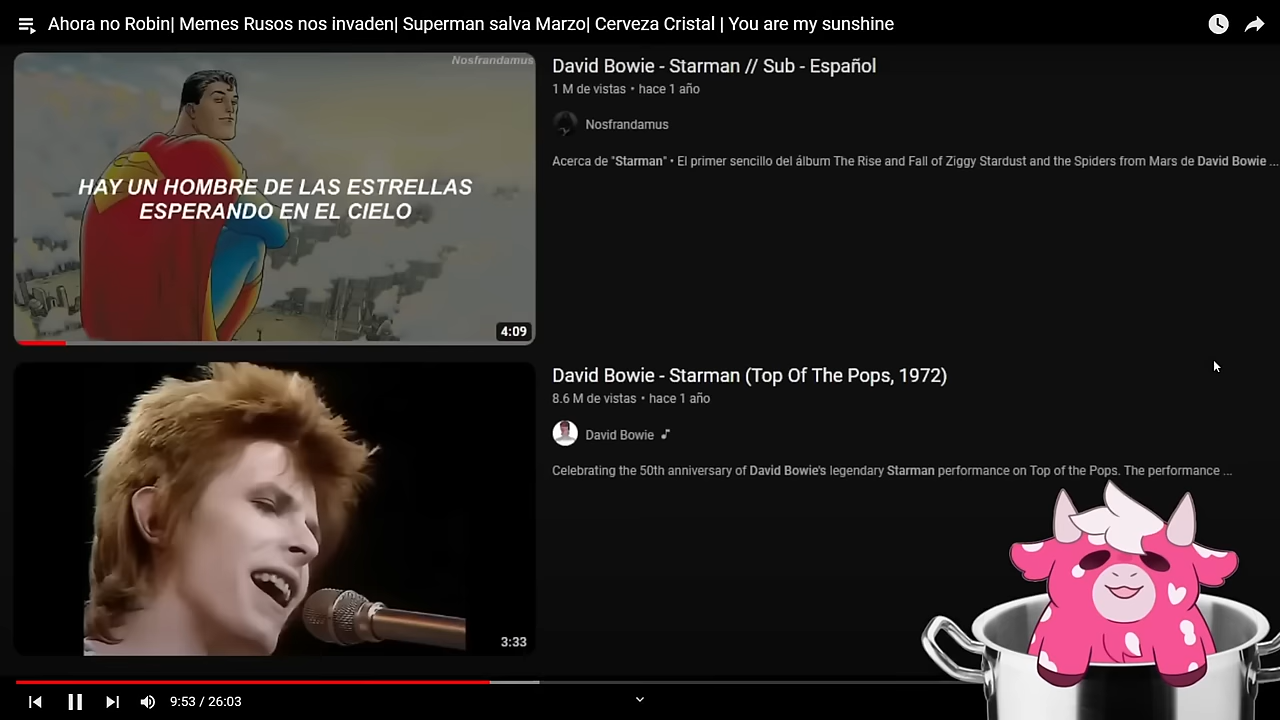 Ahora no Robin| Memes Rusos nos invaden| Superman salva Marzo| Cerveza Cristal | You are my sunshine
Nosfrandamus
HAY UN HOMBRE DE LAS ESTRELLAS
ESPERANDO EN EL CIELO
4:09
David Bowie - Starman // Sub - Español
1 M de vistas • hace 1 año
Nosfrandamus
Acerca de "Starman" • El primer sencillo del álbum The Rise and Fall of Ziggy Stardust and the Spiders from Mars de David Bowie ...
3:33
David Bowie - Starman (Top Of The Pops, 1972)
8.6 M de vistas • hace 1 año
David Bowie
Celebrating the 50th anniversary of David Bowie's legendary Starman performance on Top of the Pops. The performance ...
9:53 / 26:03